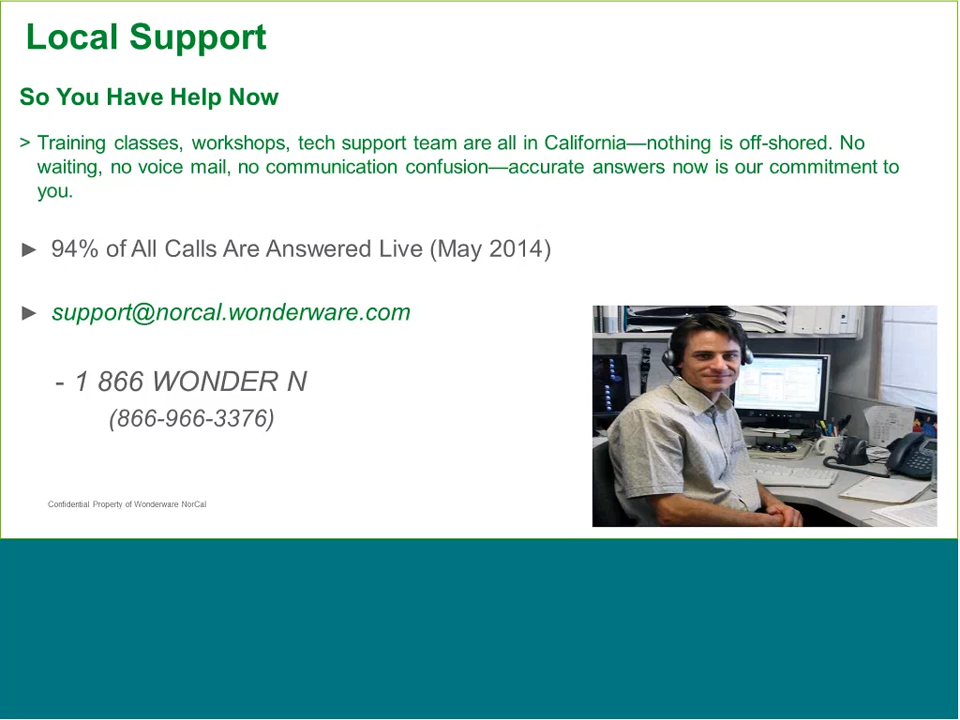 Local Support
So You Have Help Now
> Training classes, workshops, tech support team are all in California—nothing is off-shored. No
waiting, no voice mail, no communication confusion—accurate answers now is our commitment to
you.
► 94% of All Calls Are Answered Live (May 2014)
► support@norcal.wonderware.com
- 1 866 WONDER N
(866-966-3376)
Confidential Property of Wonderware NorCal